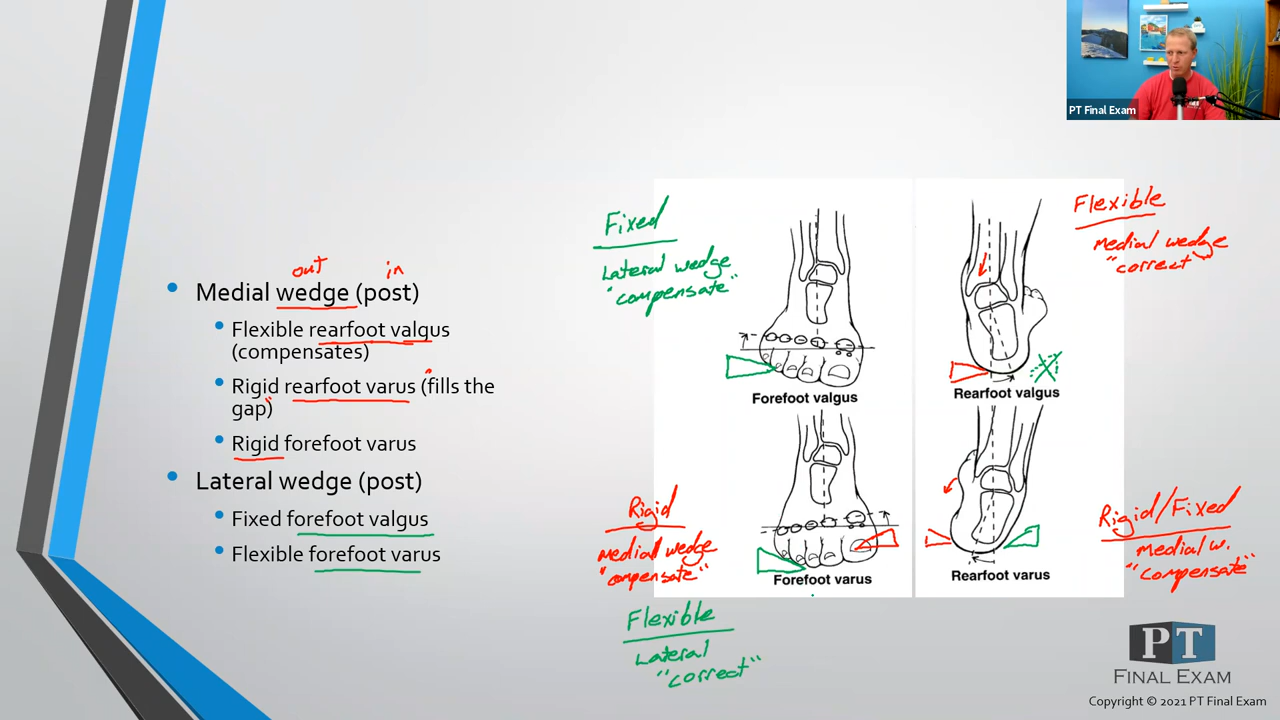 PT Final Exam
out in
Medial wedge (post)
Flexible rearfoot valgus
(compensates)
Rigid rearfoot varus ("fills the
gap")
Rigid forefoot varus
Lateral wedge (post)
Fixed forefoot valgus
Flexible forefoot varus
Fixed
Lateral wedge
"compensate"
Forefoot valgus
Flexible
Medial wedge
"correct"
Rearfoot valgus
Rigid
Medial wedge
"compensate"
Forefoot varus
Flexible
Lateral
"correct"
Rigid/Fixed
Medial w.
"compensate"
Rearfoot varus
PT
FINAL EXAM
Copyright © 2021 PT Final Exam